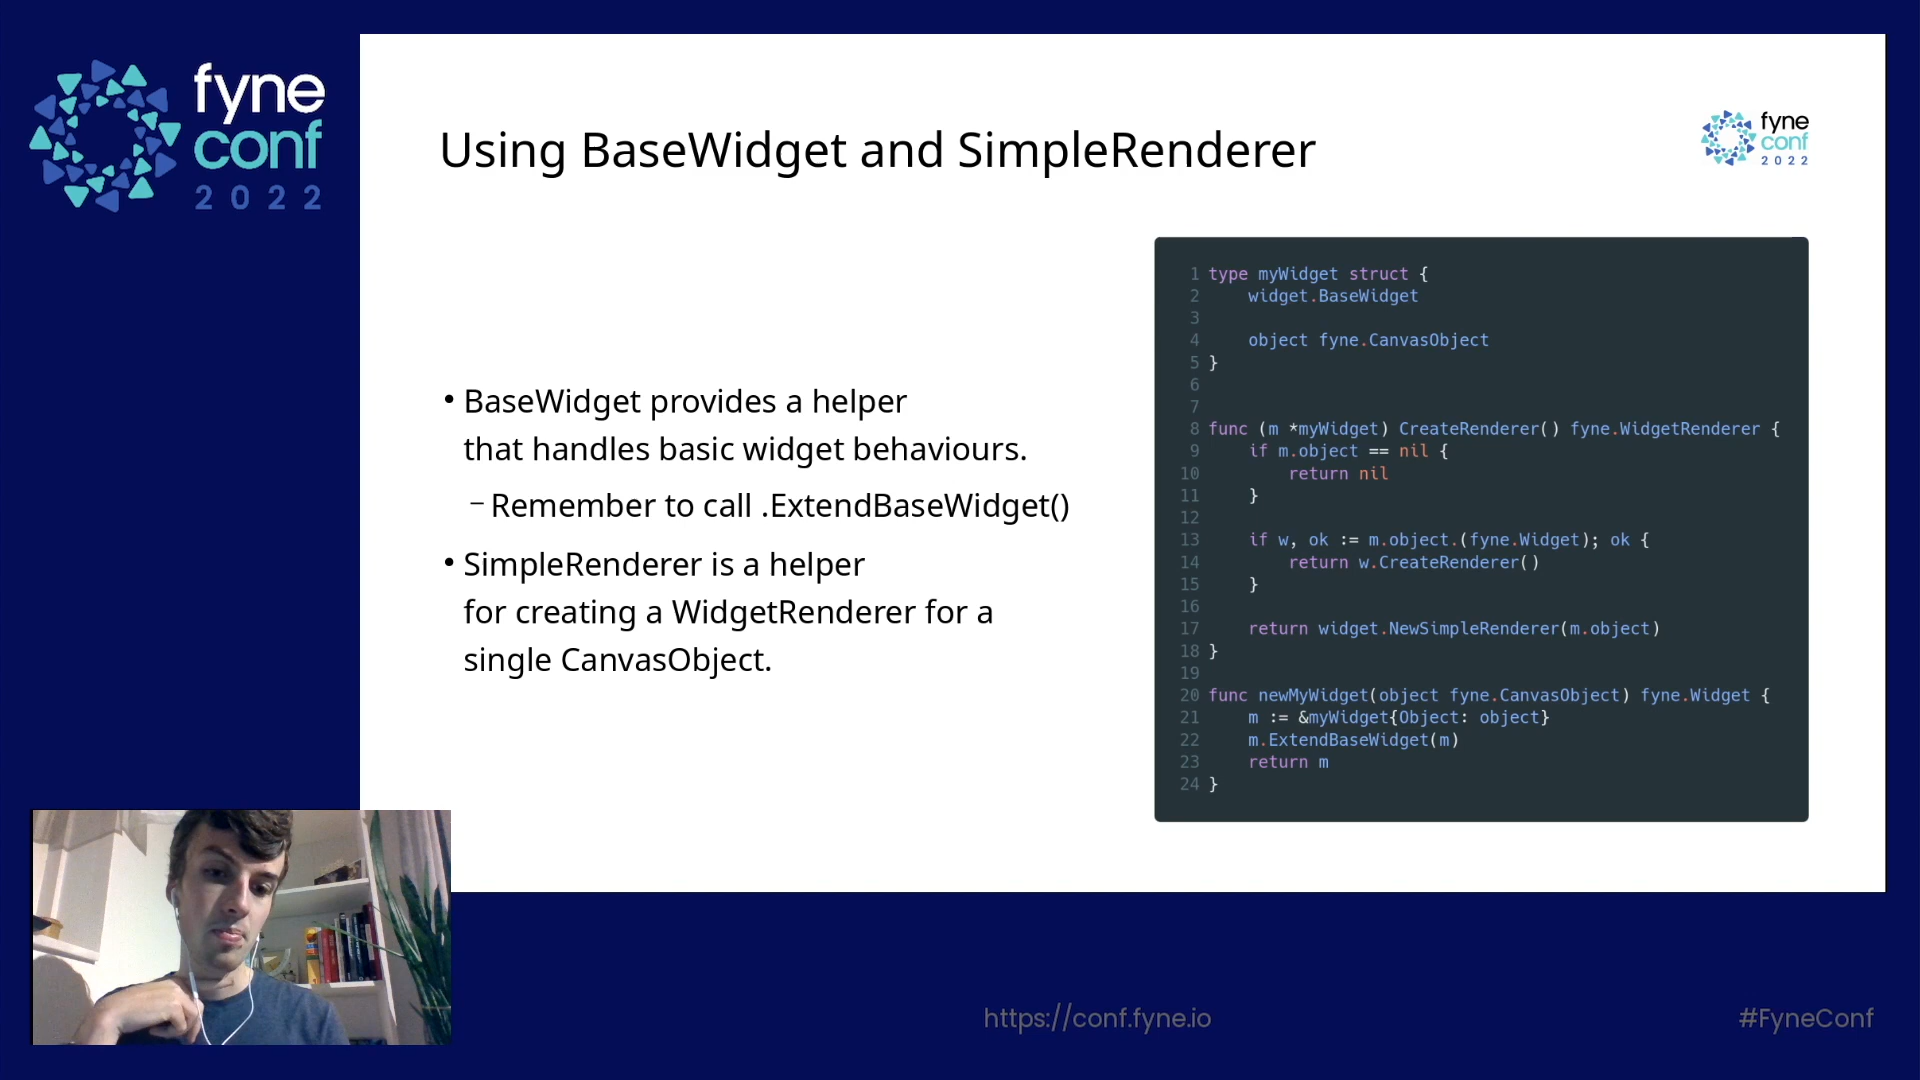 fyne
conf
2022
Using BaseWidget and SimpleRenderer
fyne
conf
2022
• BaseWidget provides a helper
that handles basic widget behaviours.
– Remember to call .ExtendBaseWidget()
• SimpleRenderer is a helper
for creating a WidgetRenderer for a
single CanvasObject.
1 type myWidget struct {
2     widget.BaseWidget
3
4     object fyne.CanvasObject
5 }
6
7
8 func (m *myWidget) CreateRenderer() fyne.WidgetRenderer {
9     if m.object == nil {
10         return nil
11     }
12
13     if w, ok := m.object.(fyne.Widget); ok {
14         return w.CreateRenderer()
15     }
16
17     return widget.NewSimpleRenderer(m.object)
18 }
19
20 func newMyWidget(object fyne.CanvasObject) fyne.Widget {
21     m := &myWidget{Object: object}
22     m.ExtendBaseWidget(m)
23     return m
24 }
https://conf.fyne.io
#FyneConf